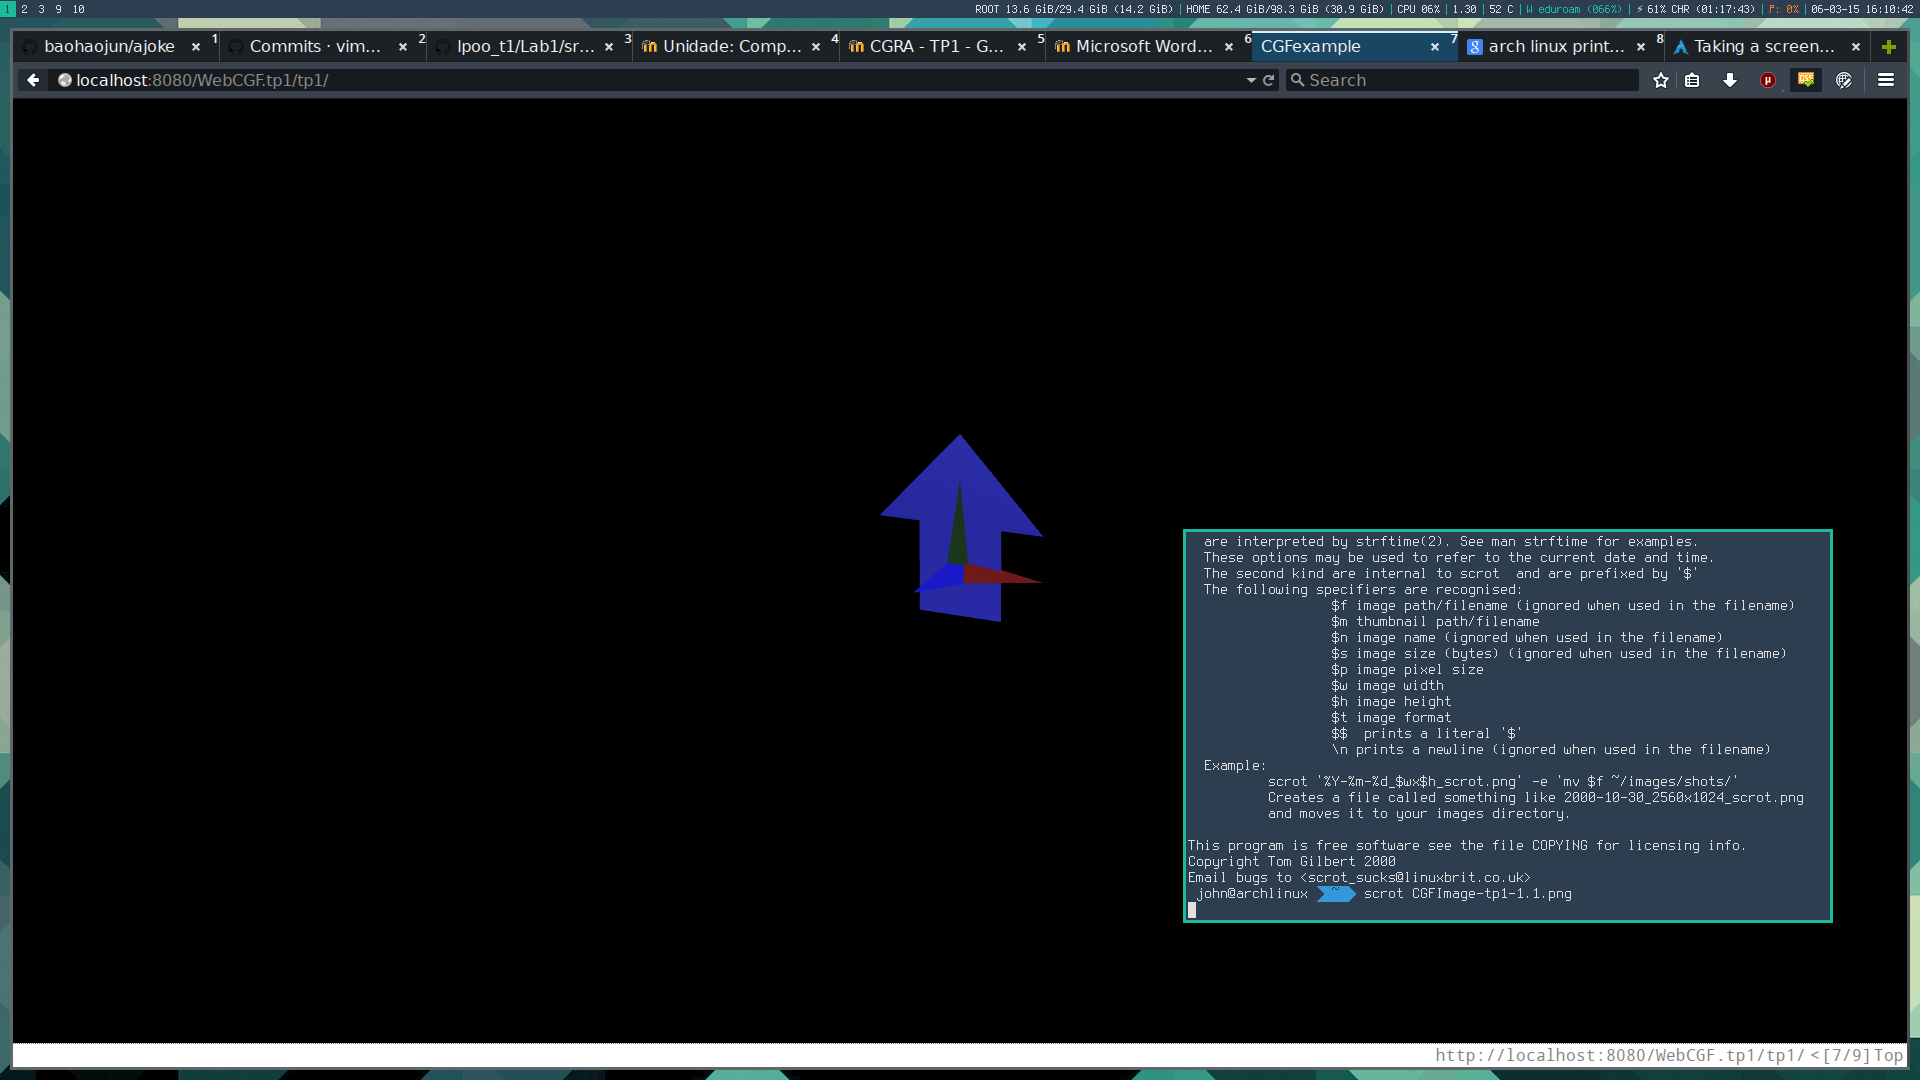 1 2 3 9 10 ROOT 13.6 GiB/29.4 GiB (14.2 GiB) | HOME 62.4 GiB/98.3 GiB (30.9 GiB) | CPU 06% | 1.30 | 52 C | W eduroam (066%) | ⚡ 61% CHR (01:17:43) | P: 0% | 06-03-15 16:10:42
baohaojun/ajoke × 1 Commits · vim... × 2 lpoo_t1/Lab1/sr... × 3 Unidade: Comp... × 4 CGRA - TP1 - G... × 5 Microsoft Word... × 6 CGFexample × 7 arch linux print... × 8 Taking a screen... ×
localhost:8080/WebCGF.tp1/tp1/ Search
are interpreted by strftime(2). See man strftime for examples.
These options may be used to refer to the current date and time.
The second kind are internal to scrot  and are prefixed by '$'
The following specifiers are recognised:
$f image path/filename (ignored when used in the filename)
$m thumbnail path/filename
$n image name (ignored when used in the filename)
$s image size (bytes) (ignored when used in the filename)
$p image pixel size
$w image width
$h image height
$t image format
$$  prints a literal '$'
\n prints a newline (ignored when used in the filename)
Example:
scrot '%Y-%m-%d_$wx$h_scrot.png' -e 'mv $f ~/images/shots/'
Creates a file called something like 2000-10-30_2560x1024_scrot.png
and moves it to your images directory.
This program is free software see the file COPYING for licensing info.
Copyright Tom Gilbert 2000
Email bugs to <scrot_sucks@linuxbrit.co.uk>
john@archlinux ~ scrot CGFImage-tp1-1.1.png
http://localhost:8080/WebCGF.tp1/tp1/ <[7/9] Top